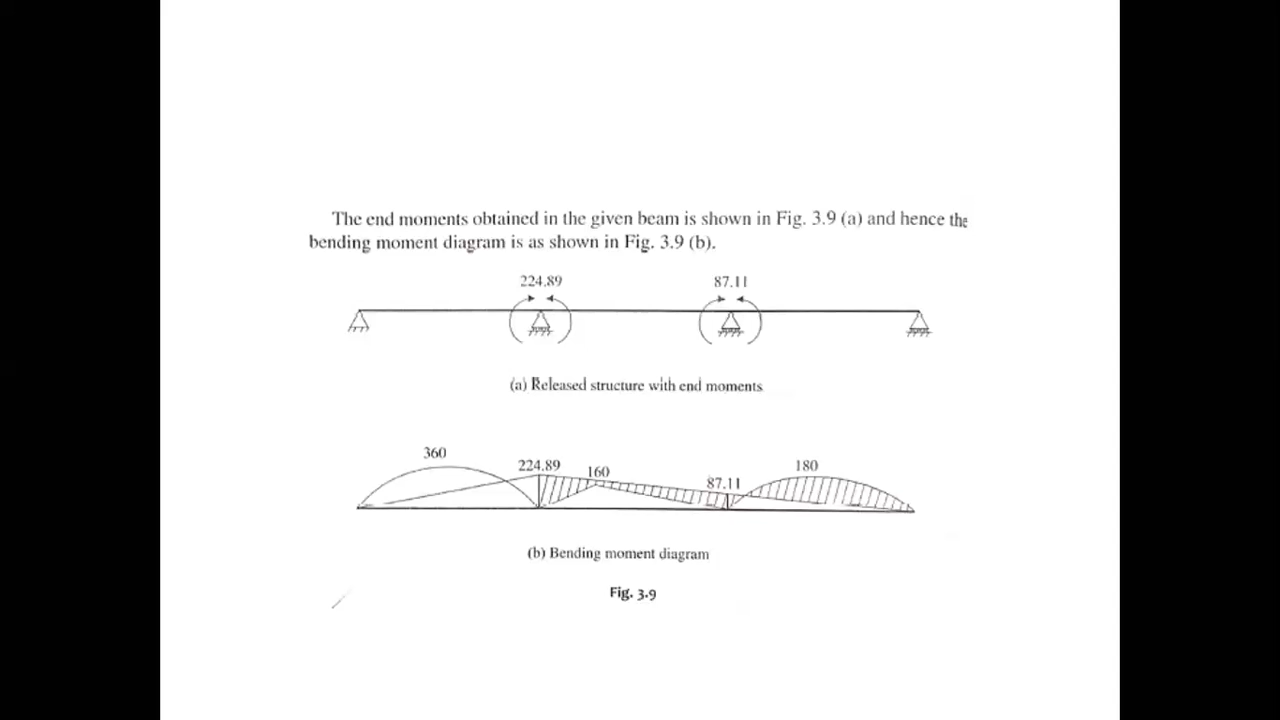 The end moments obtained in the given beam is shown in Fig. 3.9 (a) and hence the
bending moment diagram is as shown in Fig. 3.9 (b).
224.89 87.11
(a) Released structure with end moments
360 224.89 160 87.11 180
(b) Bending moment diagram
Fig. 3.9